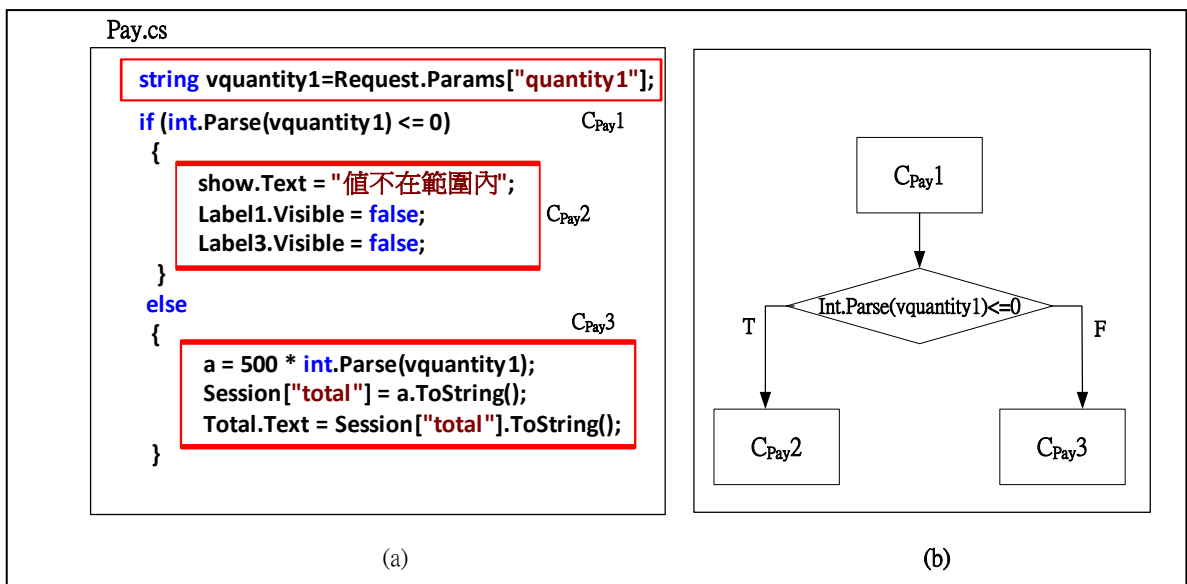 Pay.cs
string vquantity1=Request.Params["quantity1"];
if (int.Parse(vquantity1) <= 0)
CPay1
{
show.Text = "值不在範圍內";
Label1.Visible = false;
CPay2
Label3.Visible = false;
}
else
{
CPay3
a = 500 * int.Parse(vquantity1);
Session["total"] = a.ToString();
Total.Text = Session["total"].ToString();
}
(a)
CPay1
Int.Parse(vquantity1)<=0
T
F
CPay2
CPay3
(b)